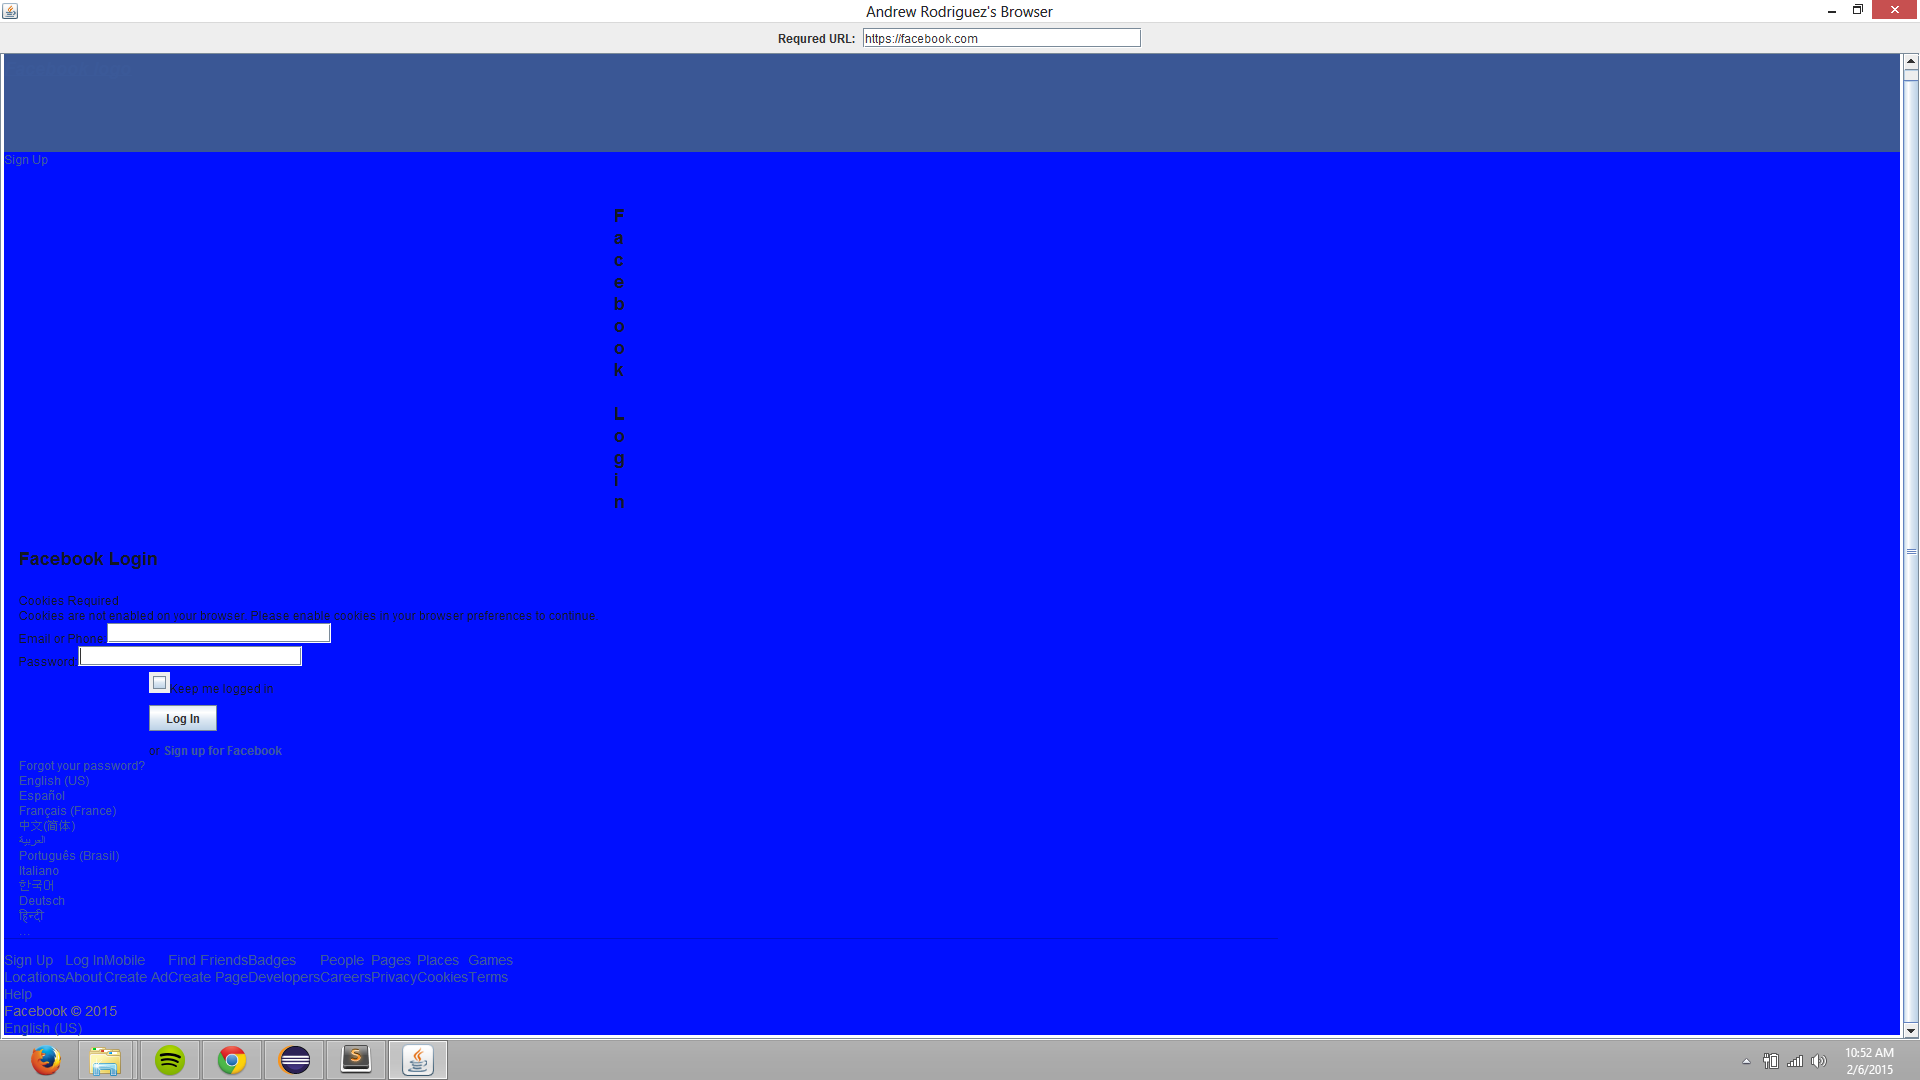 Andrew Rodriguez's Browser
Requred URL: https://facebook.com
Sign Up
F
a
c
e
b
o
o
k
L
o
g
i
n
Facebook Login
Cookies Required
Cookies are not enabled on your browser. Please enable cookies in your browser preferences to continue.
Email or Phone:
Password:
Keep me logged in
Log In
or Sign up for Facebook
Forgot your password?
English (US)
Español
Français (France)
中文(简体)
العربية
Português (Brasil)
Italiano
한국어
Deutsch
हिन्दी
...
Sign Up Log In Mobile Find Friends Badges People Pages Places Games
Locations About Create Ad Create Page Developers Careers Privacy Cookies Terms
Help
Facebook © 2015
English (US)
10:52 AM
2/6/2015